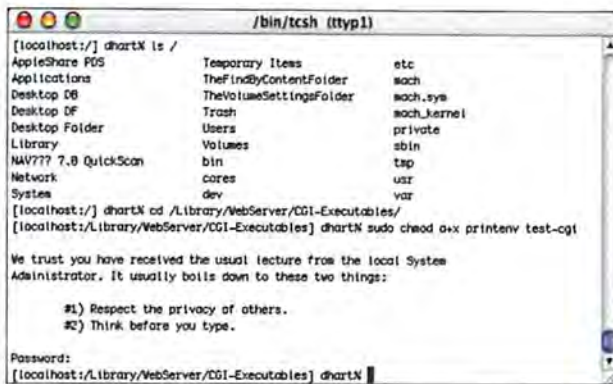 /bin/tcsh (ttyp1)
[localhost:/] dhart% ls /
AppleShare PDS Temporary Items etc
Applications TheFindByContentFolder mach
Desktop DB TheVolumeSettingsFolder mach.sym
Desktop DF Trash mach_kernel
Desktop Folder Users private
Library Volumes sbin
NAV??? 7.0 QuickScan bin tmp
Network cores usr
System dev var
[localhost:/] dhart% cd /Library/WebServer/CGI-Executables/
[localhost:/Library/WebServer/CGI-Executables] dhart% sudo chmod a+x printenv test-cgi
We trust you have received the usual lecture from the local System
Administrator. It usually boils down to these two things:
#1) Respect the privacy of others.
#2) Think before you type.
Password:
[localhost:/Library/WebServer/CGI-Executables] dhart%